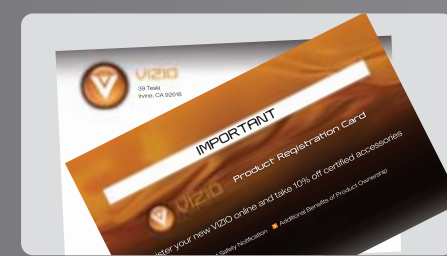 VIZIO
39 Tesla
Irvine, CA 92618
IMPORTANT
VIZIO
Product Registration Card
ister your new VIZIO online and take 10% off certified accessories
Safety Notification Additional Benefits of Product Ownership